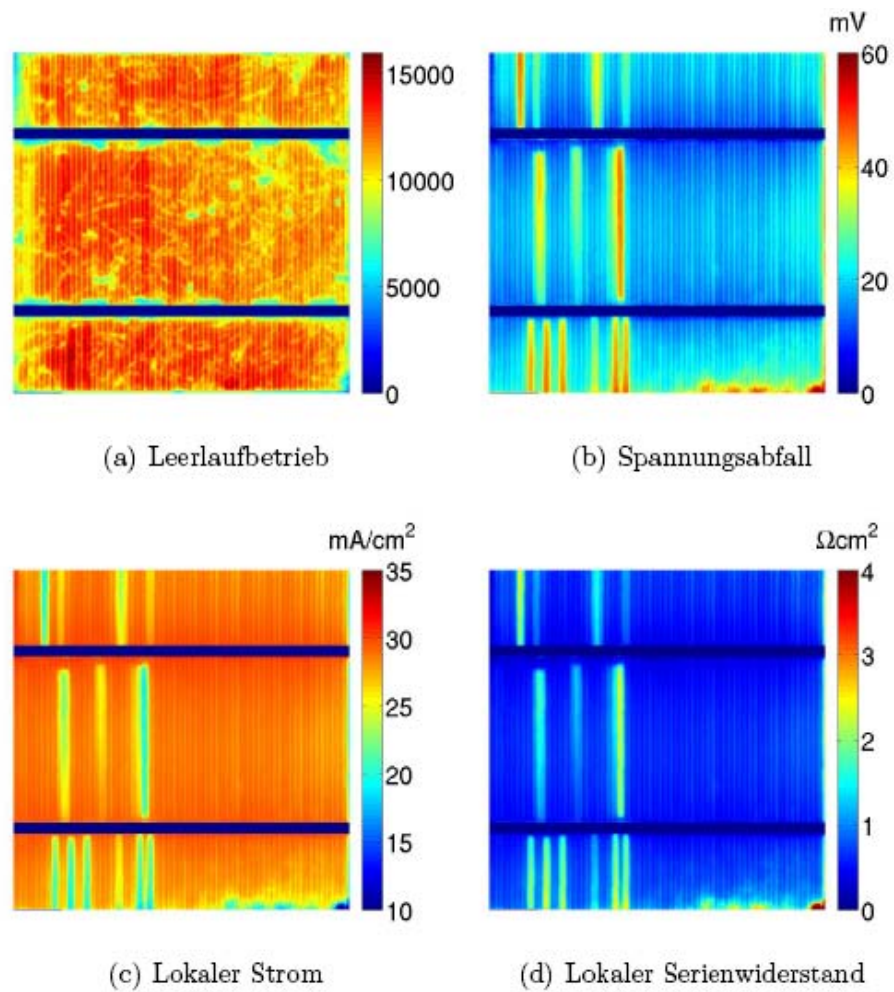 15000
10000
5000
0
(a) Leerlaufbetrieb
mV
60
40
20
0
(b) Spannungsabfall
mA/cm²
35
30
25
20
15
10
(c) Lokaler Strom
Ωcm²
4
3
2
1
0
(d) Lokaler Serienwiderstand